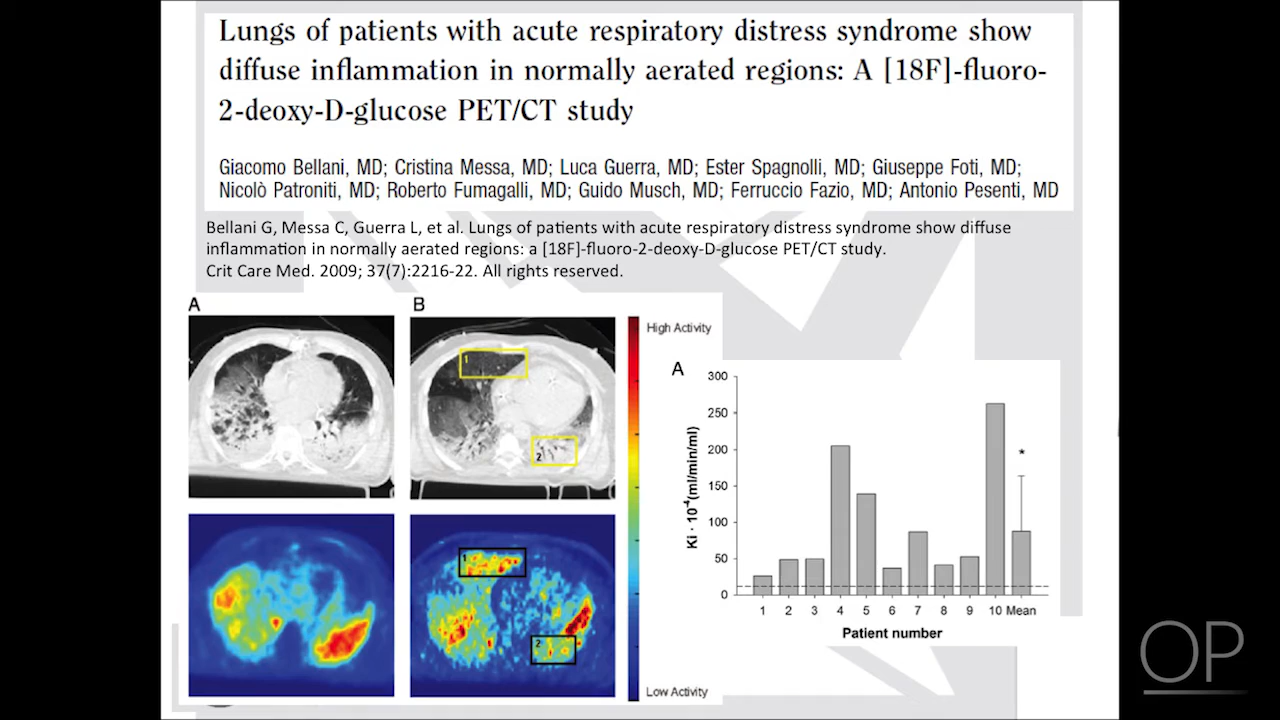 Lungs of patients with acute respiratory distress syndrome show
diffuse inflammation in normally aerated regions: A [18F]-fluoro-
2-deoxy-D-glucose PET/CT study
Giacomo Bellani, MD; Cristina Messa, MD; Luca Guerra, MD; Ester Spagnolli, MD; Giuseppe Foti, MD;
Nicolò Patroniti, MD; Roberto Fumagalli, MD; Guido Musch, MD; Ferruccio Fazio, MD; Antonio Pesenti, MD
Bellani G, Messa C, Guerra L, et al. Lungs of patients with acute respiratory distress syndrome show diffuse
inflammation in normally aerated regions: a [18F]-fluoro-2-deoxy-D-glucose PET/CT study.
Crit Care Med. 2009; 37(7):2216-22. All rights reserved.
A
B
1
2
1
2
High Activity
Low Activity
A
Ki · 10⁻⁴(ml/min/ml)
300
250
200
150
100
50
0
*
1 2 3 4 5 6 7 8 9 10 Mean
Patient number
OP